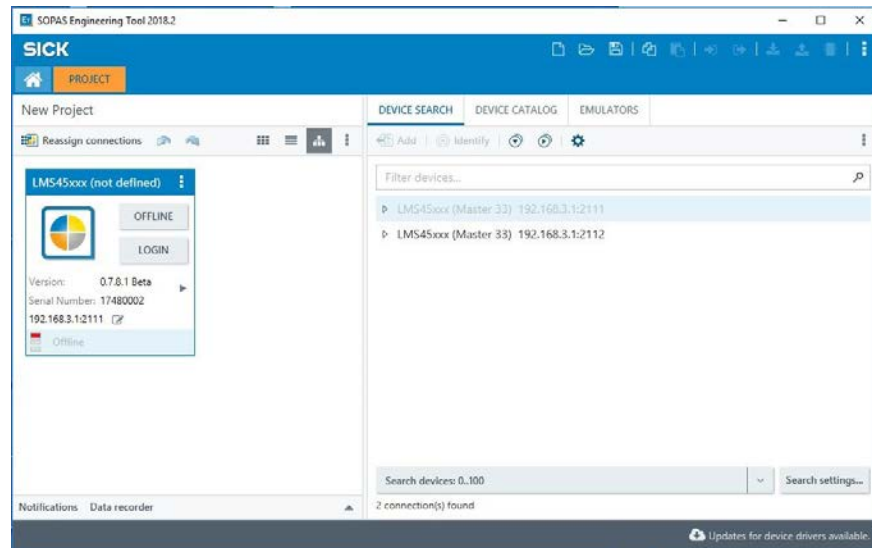 SOPAS Engineering Tool 2018.2
SICK
PROJECT
New Project
Reassign connections
LMS45xxx (not defined)
OFFLINE
LOGIN
Version: 0.7.0.1 Beta
Serial Number: 17480002
192.168.3.1:2111
Offline
Notifications Data recorder
DEVICE SEARCH DEVICE CATALOG EMULATORS
Add Identify
Filter devices...
LMS45xxx (Master 33) 192.168.3.1:2111
LMS45xxx (Master 33) 192.168.3.1:2112
Search devices: 0..100
Search settings...
2 connection(s) found
Updates for device drivers available.